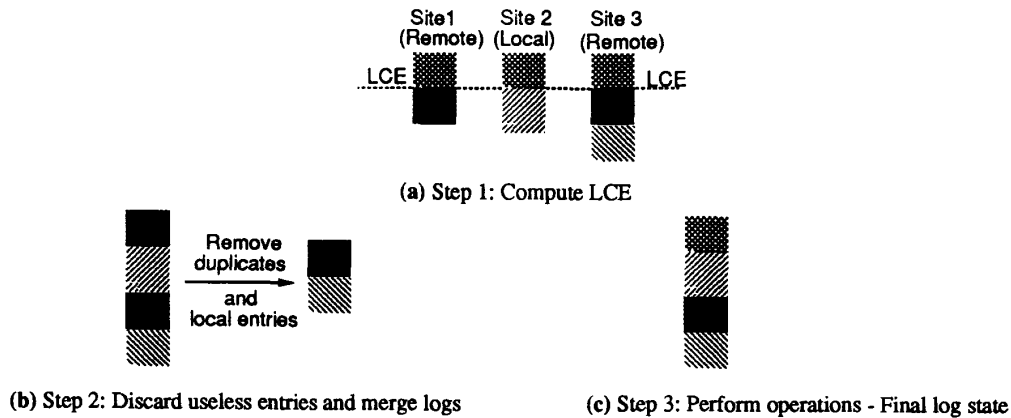 Site1 Site 2 Site 3
(Remote) (Local) (Remote)
LCE LCE
(a) Step 1: Compute LCE
Remove
duplicates
and
local entries
(b) Step 2: Discard useless entries and merge logs
(c) Step 3: Perform operations - Final log state